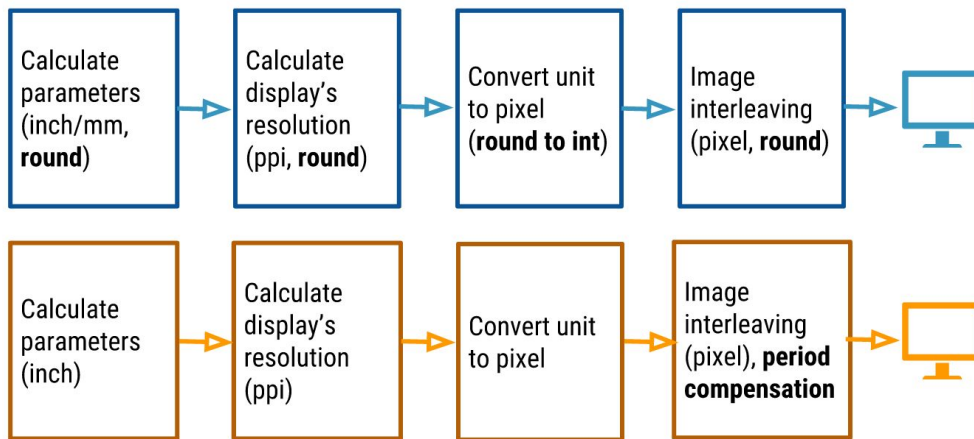 Calculate
parameters
(inch/mm,
round)
Calculate
display's
resolution
(ppi, round)
Convert unit
to pixel
(round to int)
Image
interleaving
(pixel, round)
Calculate
parameters
(inch)
Calculate
display's
resolution
(ppi)
Convert unit
to pixel
Image
interleaving
(pixel), period
compensation